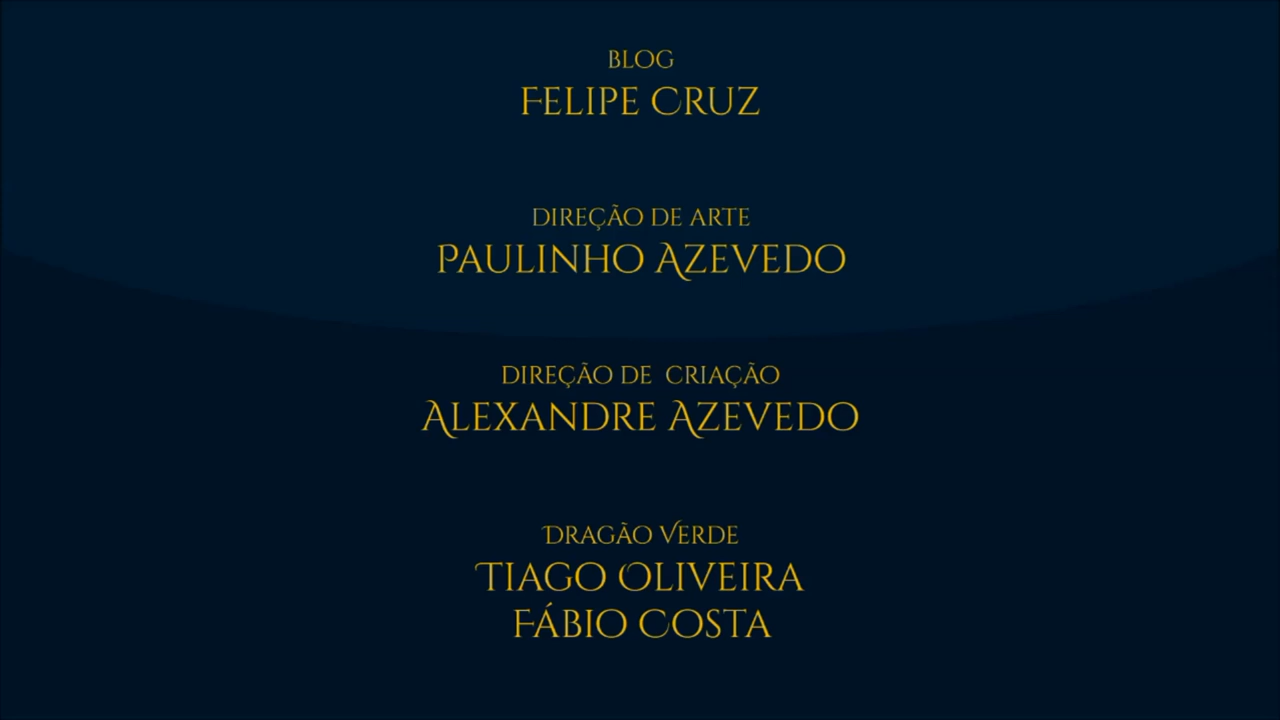 Blog
Felipe Cruz
Direção de Arte
Paulinho Azevedo
Direção de Criação
Alexandre Azevedo
Dragão Verde
Tiago Oliveira
Fábio Costa